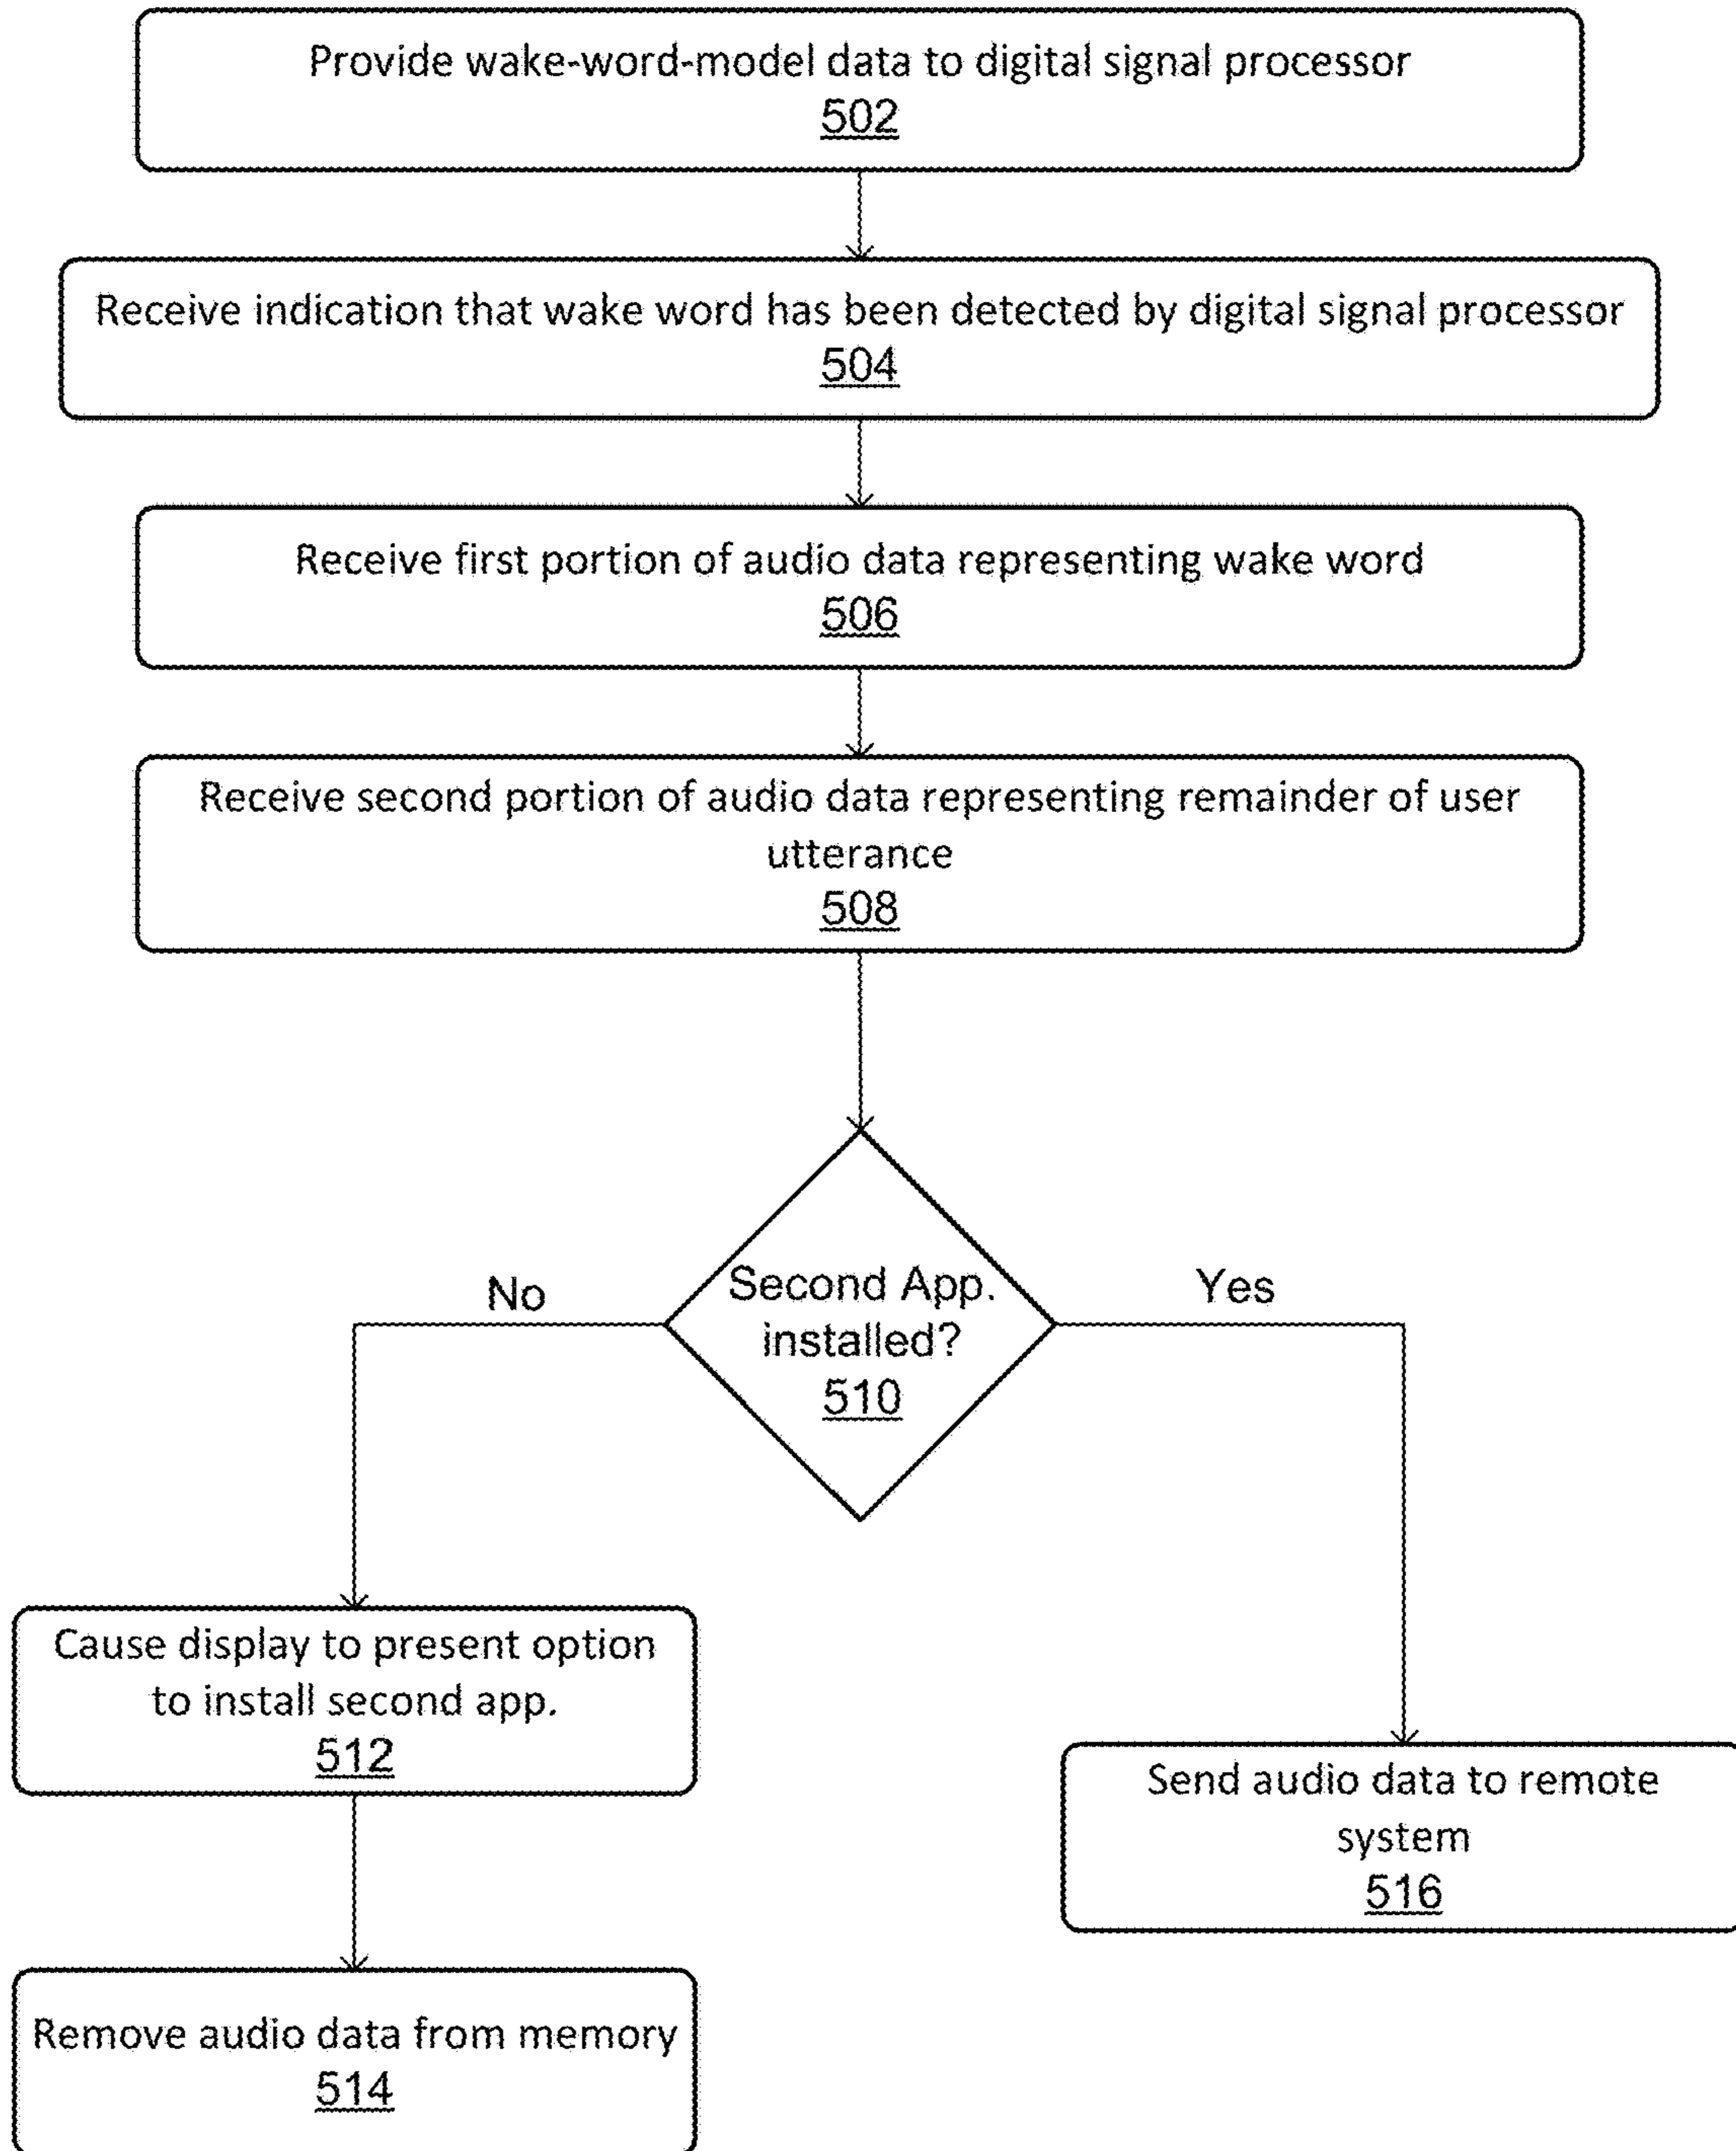 Provide wake-word-model data to digital signal processor
502
Receive indication that wake word has been detected by digital signal processor
504
Receive first portion of audio data representing wake word
506
Receive second portion of audio data representing remainder of user
utterance
508
Second App.
installed?
510
No
Yes
Cause display to present option
to install second app.
512
Send audio data to remote
system
516
Remove audio data from memory
514